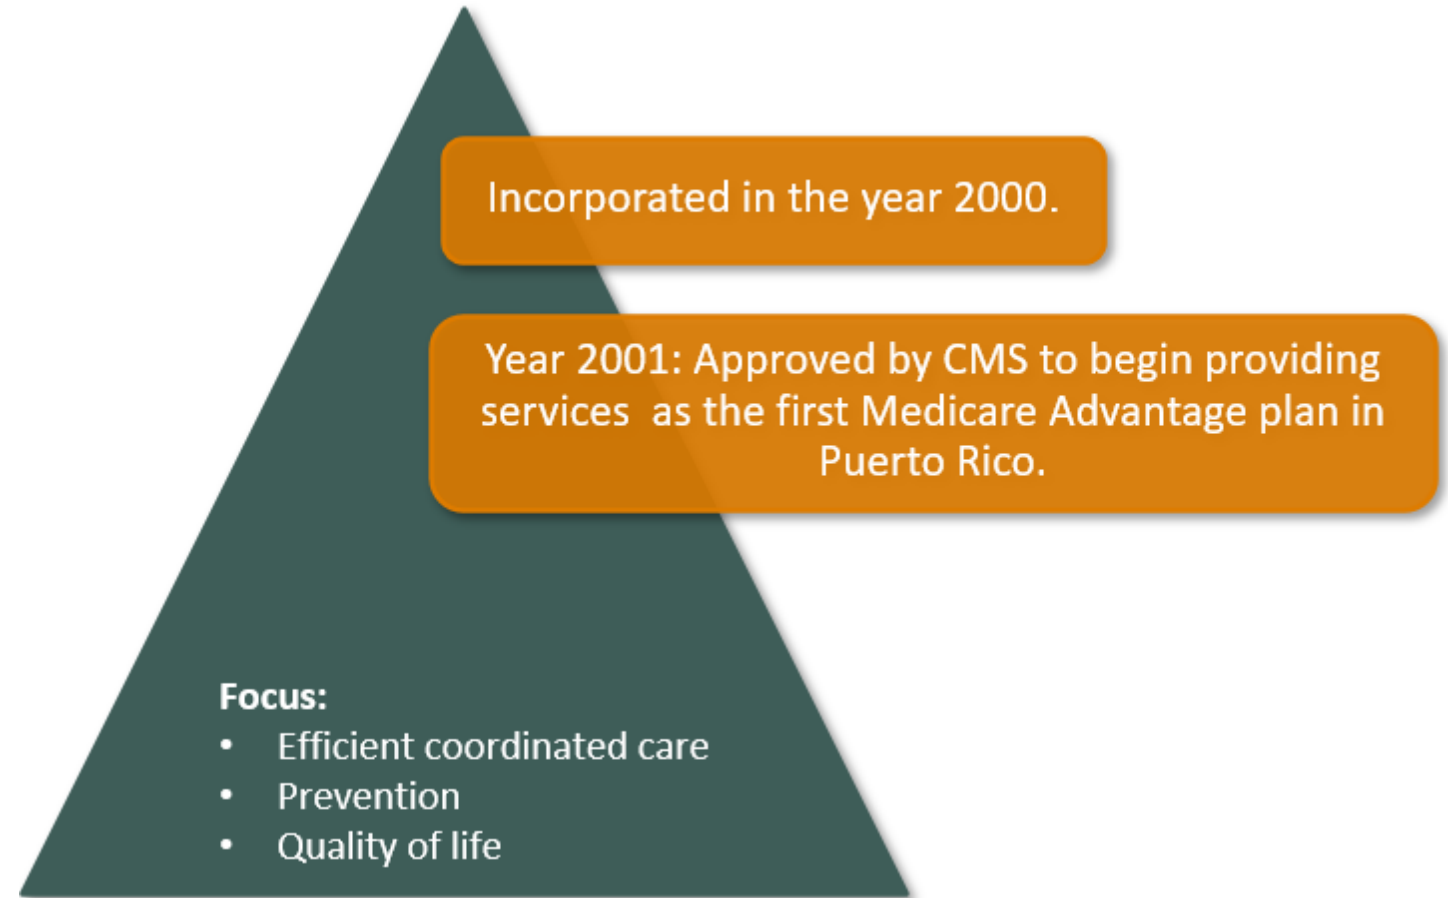 Incorporated in the year 2000.
Year 2001: Approved by CMS to begin providing
services  as the first Medicare Advantage plan in
Puerto Rico.
Focus:
• Efficient coordinated care
• Prevention
• Quality of life